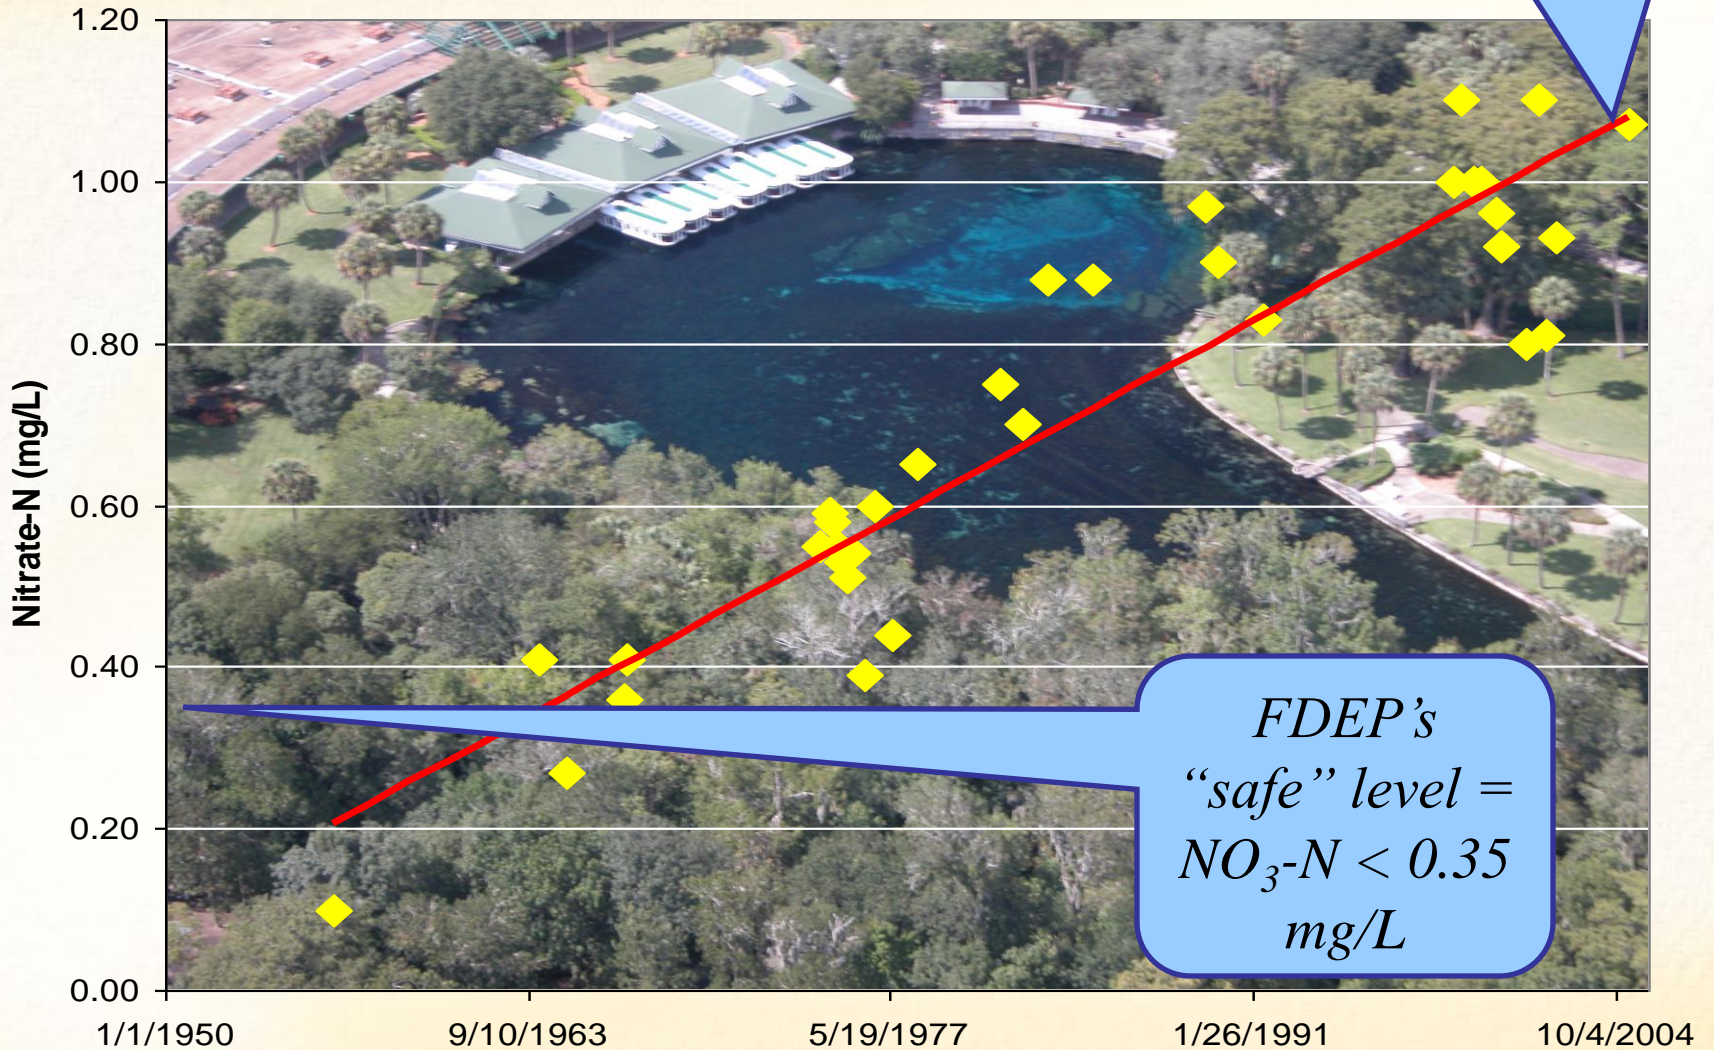 1.20
1.00
0.80
0.60
0.40
0.20
0.00
Nitrate-N (mg/L)
1/1/1950
9/10/1963
5/19/1977
1/26/1991
10/4/2004
FDEP’s
“safe” level =
NO₃-N < 0.35
mg/L